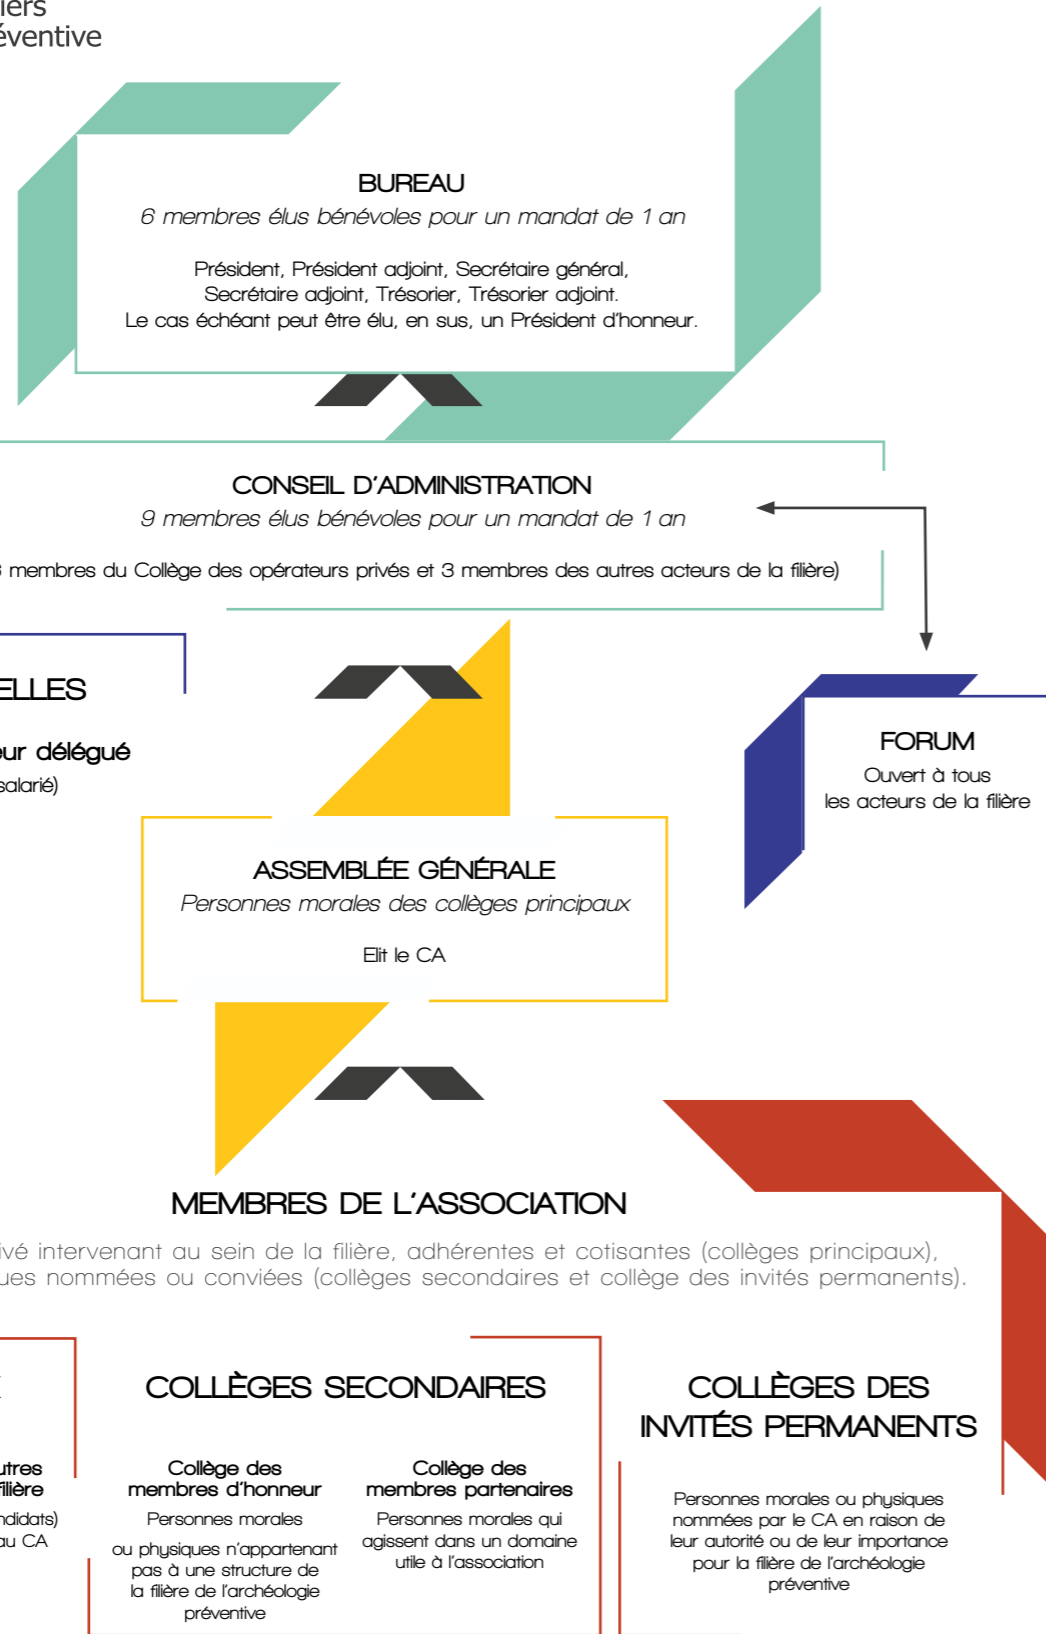 iers
éventive
BUREAU
6 membres élus bénévoles pour un mandat de 1 an
Président, Président adjoint, Secrétaire général,
Secrétaire adjoint, Trésorier, Trésorier adjoint.
Le cas échéant peut être élu, en sus, un Président d'honneur.
CONSEIL D'ADMINISTRATION
9 membres élus bénévoles pour un mandat de 1 an
membres du Collège des opérateurs privés et 3 membres des autres acteurs de la filière)
ELLES
eur délégué
salarié)
FORUM
Ouvert à tous
les acteurs de la filière
ASSEMBLÉE GÉNÉRALE
Personnes morales des collèges principaux
Elit le CA
MEMBRES DE L'ASSOCIATION
ivé intervenant au sein de la filière, adhérentes et cotisantes (collèges principaux),
ques nommées ou conviées (collèges secondaires et collège des invités permanents).
utres
filière
ndidats)
au CA
COLLÈGES SECONDAIRES
Collège des
membres d'honneur
Personnes morales
ou physiques n'appartenant
pas à une structure de
la filière de l'archéologie
préventive
Collège des
membres partenaires
Personnes morales qui
agissent dans un domaine
utile à l'association
COLLÈGES DES
INVITÉS PERMANENTS
Personnes morales ou physiques
nommées par le CA en raison de
leur autorité ou de leur importance
pour la filière de l'archéologie
préventive